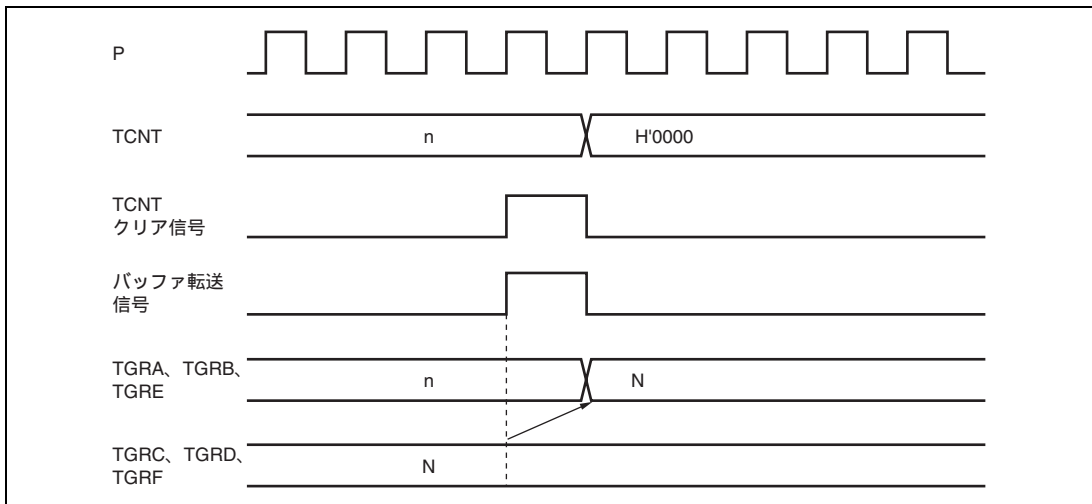 P
TCNT
n
H'0000
TCNT
クリア信号
バッファ転送
信号
TGRA、TGRB、
TGRE
n
N
TGRC、TGRD、
TGRF
N